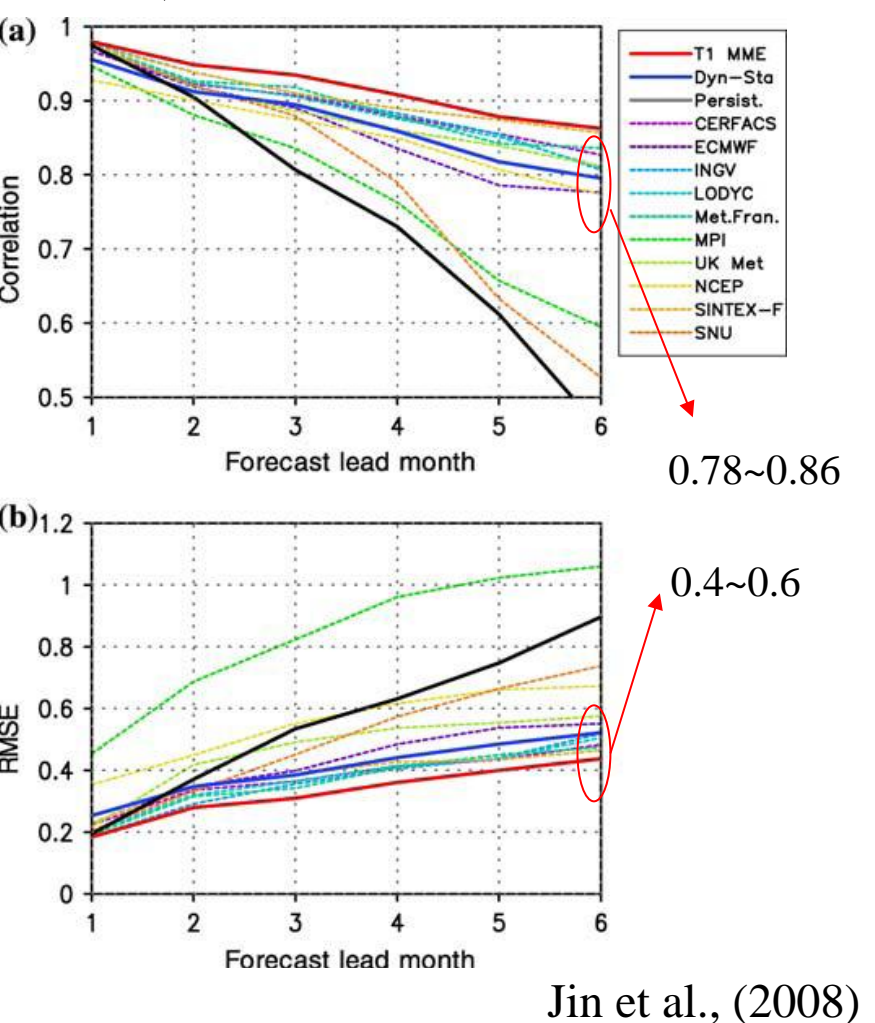 (a)
1
0.9
0.8
0.7
0.6
0.5
Correlation
1 2 3 4 5 6
Forecast lead month
T1 MME
Dyn-Sta
Persist.
CERFACS
ECMWF
INGV
LODYC
Met.Fran.
MPI
UK Met
NCEP
SINTEX-F
SNU
0.78~0.86
(b)
1.2
1
0.8
0.6
0.4
0.2
0
RMSE
1 2 3 4 5 6
Forecast lead month
0.4~0.6
Jin et al., (2008)